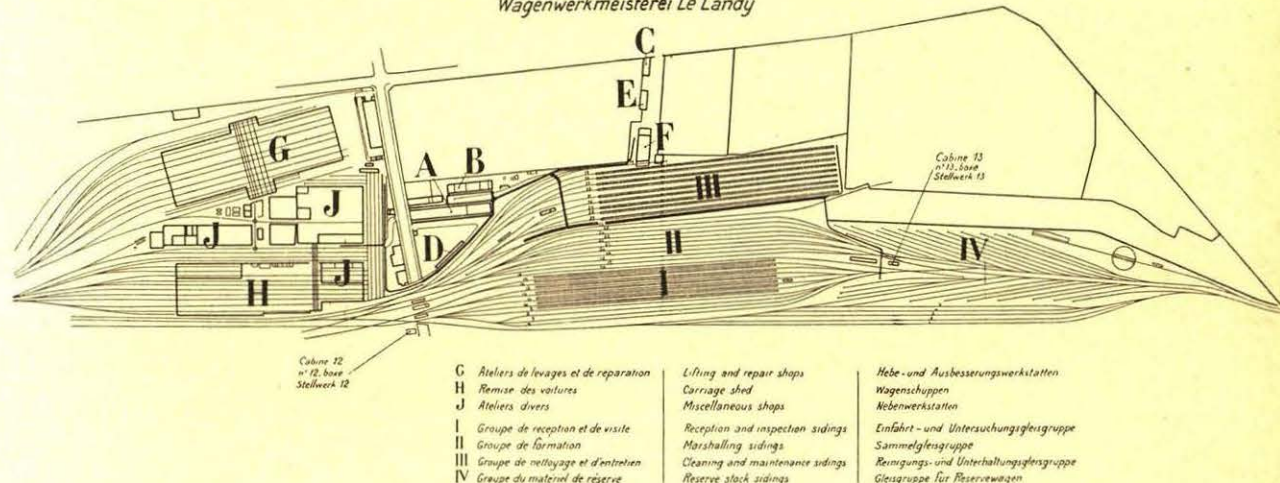 Wagenwerkmeisterei Le Landy
C
E
F
G
A
B
III
Cabine 13
n° 13. boxe
Stellwerk 13
J
J
D
II
IV
H
J
I
Cabine 12
n° 12. boxe
Stellwerk 12
G Ateliers de levages et de reparation Lifting and repair shops Hebe- und Ausbesserungswerkstatten
H Remise des voitures Carriage shed Wagenschuppen
J Ateliers divers Miscellaneous shops Nebenwerkstatten
I Groupe de reception et de visite Reception and inspection sidings Einfahrt- und Untersuchungsgleisgruppe
II Groupe de formation Marshalling sidings Sammelgleisgruppe
III Groupe de nettoyage et d'entretien Cleaning and maintenance sidings Reinigungs- und Unterhaltungsgleisgruppe
IV Groupe du matériel de réserve Reserve stock sidings Gleisgruppe für Reservewagen